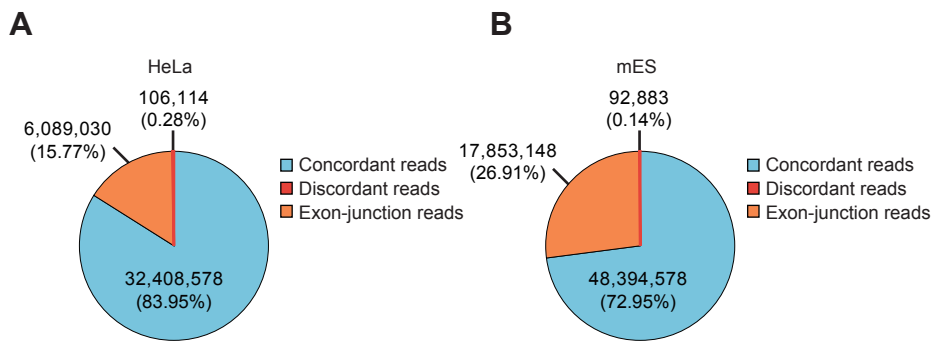 A
HeLa
106,114
(0.28%)
6,089,030
(15.77%)
32,408,578
(83.95%)
Concordant reads
Discordant reads
Exon-junction reads
B
mES
92,883
(0.14%)
17,853,148
(26.91%)
48,394,578
(72.95%)
Concordant reads
Discordant reads
Exon-junction reads